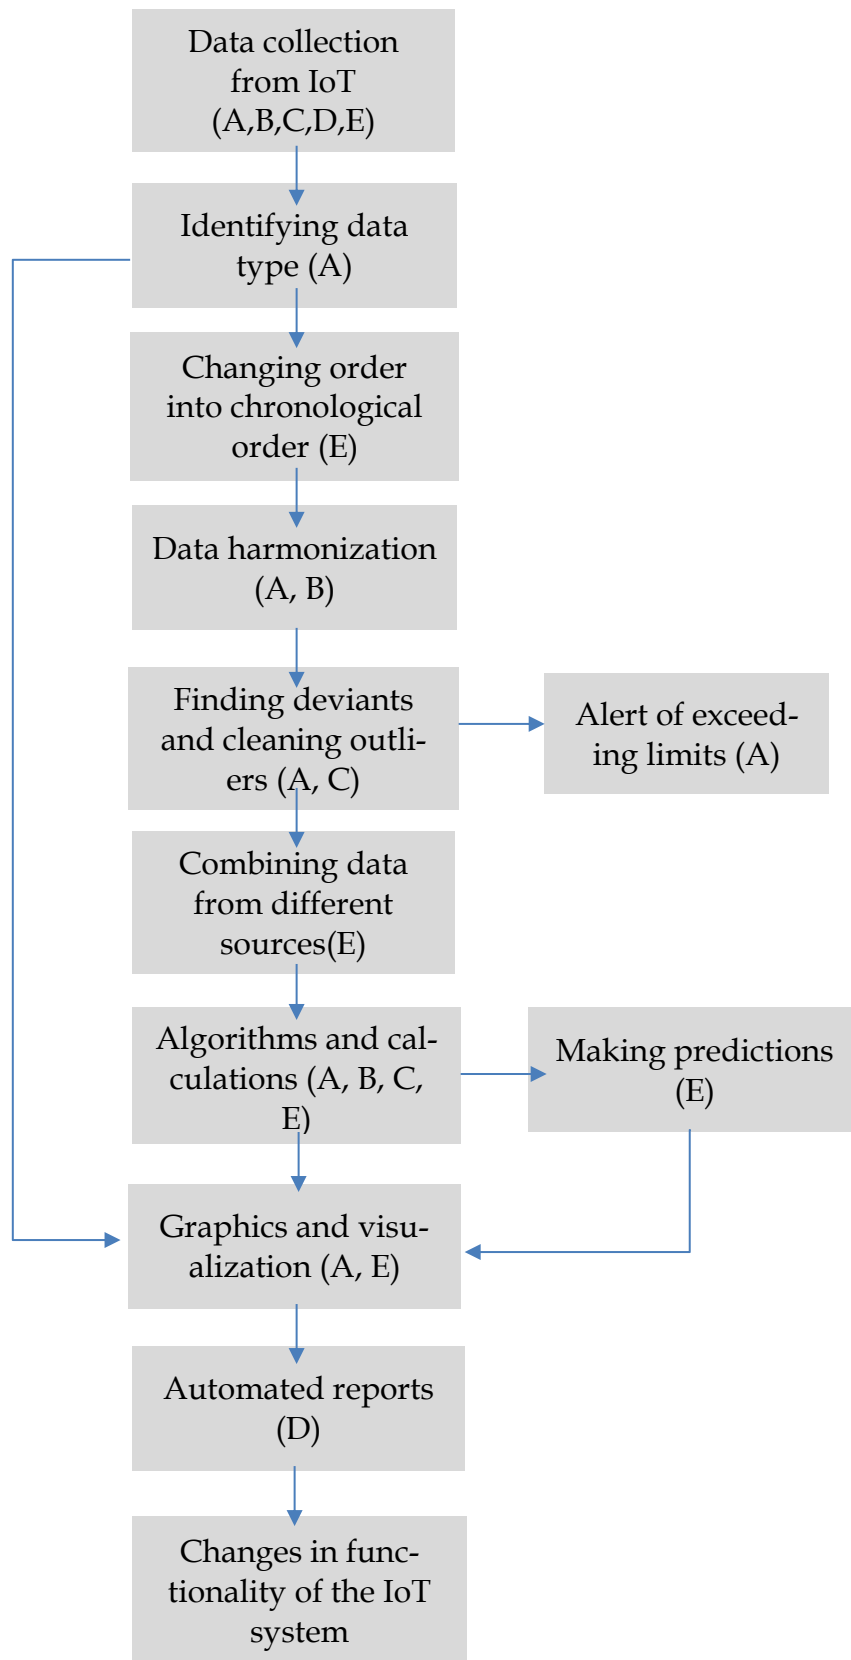 Data collection
from IoT
(A,B,C,D,E)
Identifying data
type (A)
Changing order
into chronological
order (E)
Data harmonization
(A, B)
Finding deviants
and cleaning outli-
ers (A, C)
Alert of exceed-
ing limits (A)
Combining data
from different
sources(E)
Algorithms and cal-
culations (A, B, C,
E)
Making predictions
(E)
Graphics and visu-
alization (A, E)
Automated reports
(D)
Changes in func-
tionality of the IoT
system